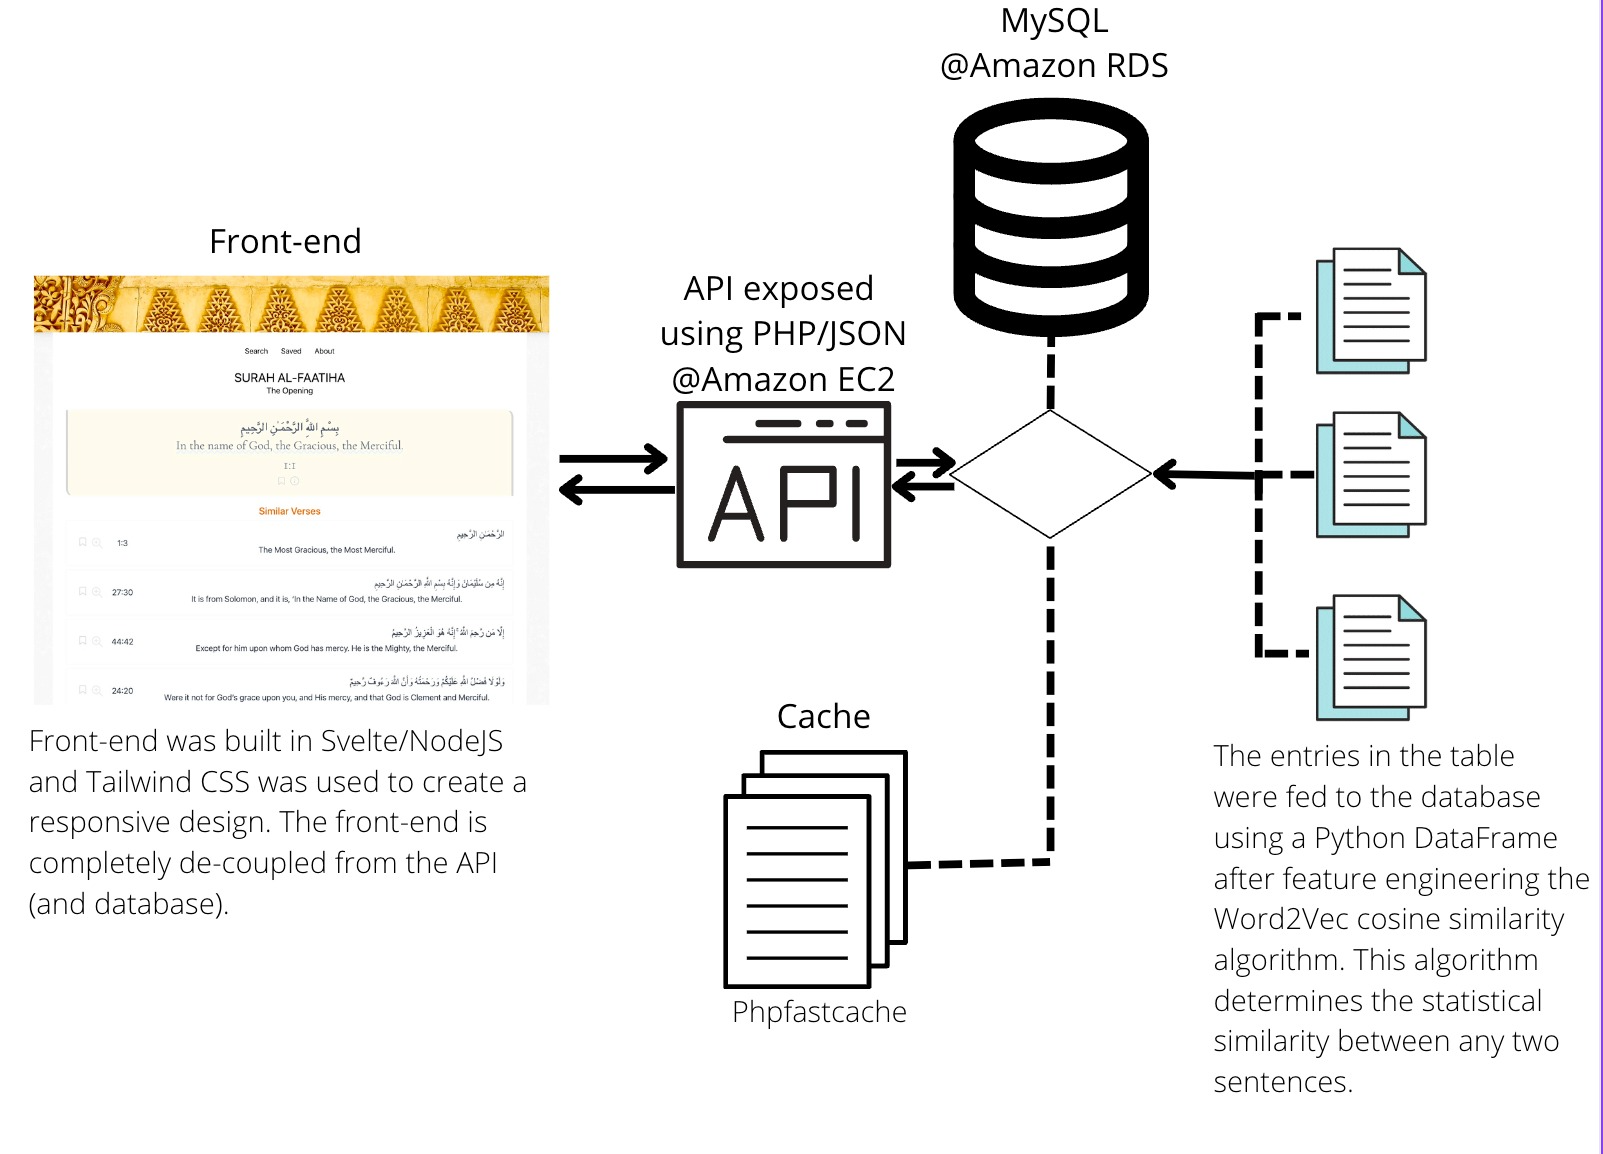 MySQL
@Amazon RDS
Front-end
API exposed
using PHP/JSON
@Amazon EC2
API
Search Saved About
SURAH AL-FAATIHA
The Opening
بِسْمِ اللَّهِ الرَّحْمَٰنِ الرَّحِيمِ
In the name of God, the Gracious, the Merciful.
1:1
Similar Verses
الرَّحْمَٰنِ الرَّحِيمِ
1:3
The Most Gracious, the Most Merciful.
إِنَّهُ مِن سُلَيْمَانَ وَإِنَّهُ بِسْمِ اللَّهِ الرَّحْمَٰنِ الرَّحِيمِ
27:30
It is from Solomon, and it is, ‘In the Name of God, the Gracious, the Merciful.
إِلَّا مَن رَّحِمَ اللَّهُ ۚ إِنَّهُ هُوَ الْعَزِيزُ الرَّحِيمُ
44:42
Except for him upon whom God has mercy. He is the Mighty, the Merciful.
وَلَوْلَا فَضْلُ اللَّهِ عَلَيْكُمْ وَرَحْمَتُهُ وَأَنَّ اللَّهَ رَءُوفٌ رَّحِيمٌ
24:20
Were it not for God's grace upon you, and His mercy, and that God is Clement and Merciful.
Front-end was built in Svelte/NodeJS
and Tailwind CSS was used to create a
responsive design. The front-end is
completely de-coupled from the API
(and database).
Cache
Phpfastcache
The entries in the table
were fed to the database
using a Python DataFrame
after feature engineering the
Word2Vec cosine similarity
algorithm. This algorithm
determines the statistical
similarity between any two
sentences.